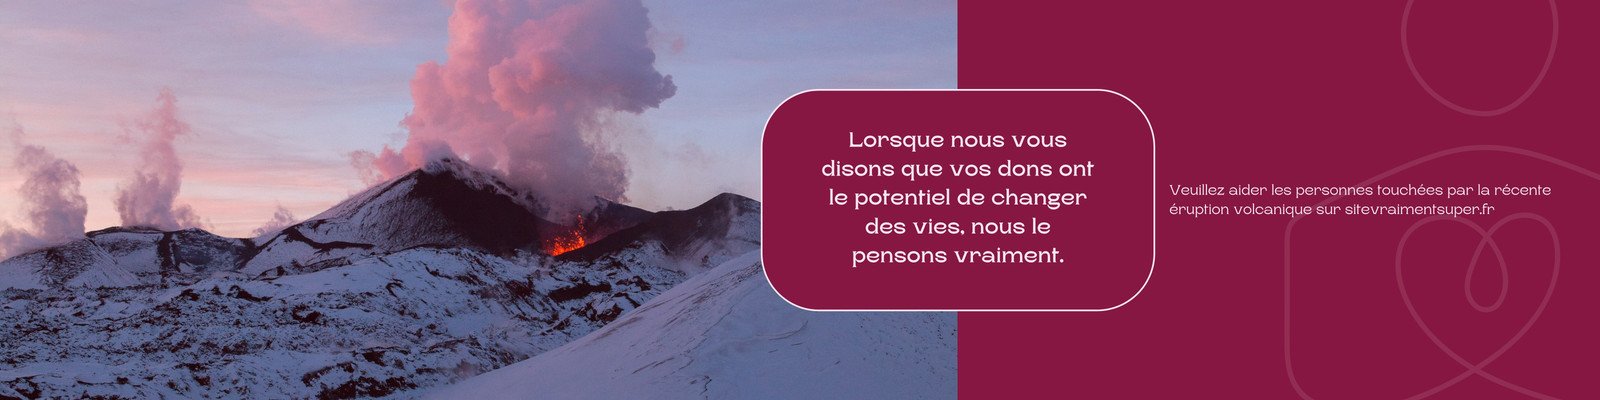 Lorsque nous vous
disons que vos dons ont
le potentiel de changer
des vies, nous le
pensons vraiment.
Veuillez aider les personnes touchées par la récente
éruption volcanique sur sitevraimentsuper.fr